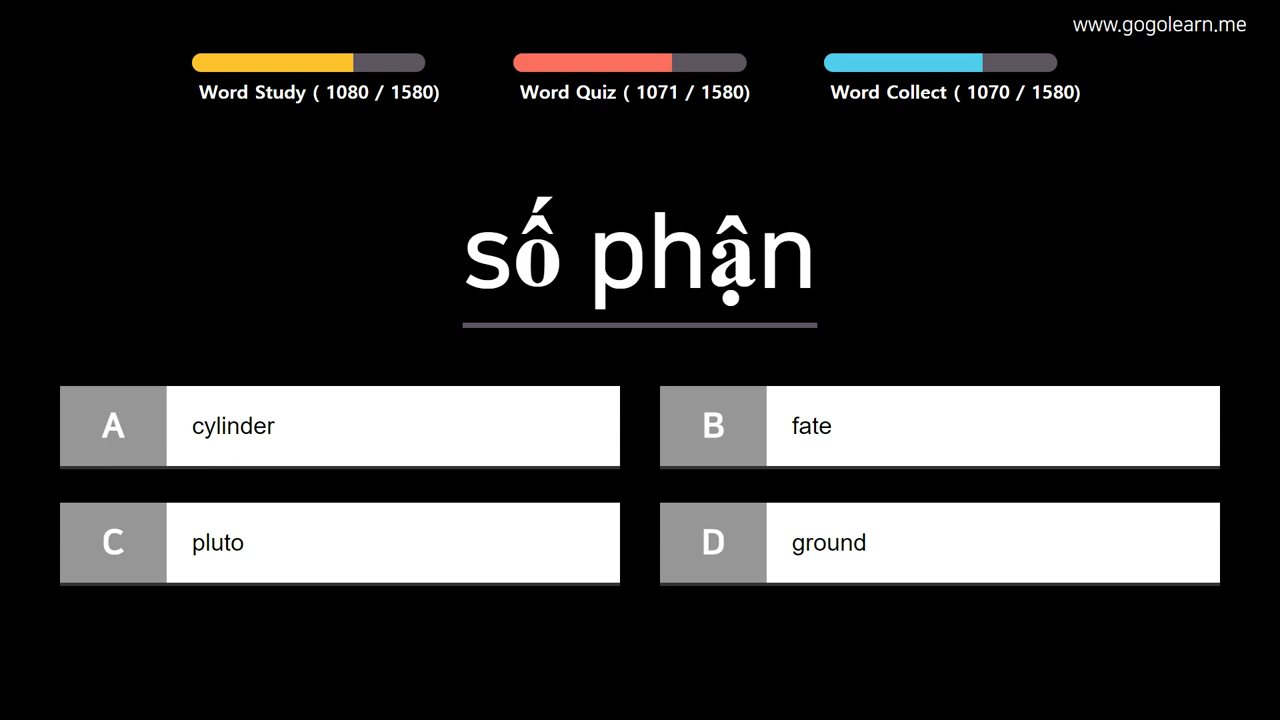 www.gogolearn.me
Word Study ( 1080 / 1580)
Word Quiz ( 1071 / 1580)
Word Collect ( 1070 / 1580)
số phận
A cylinder
B fate
C pluto
D ground